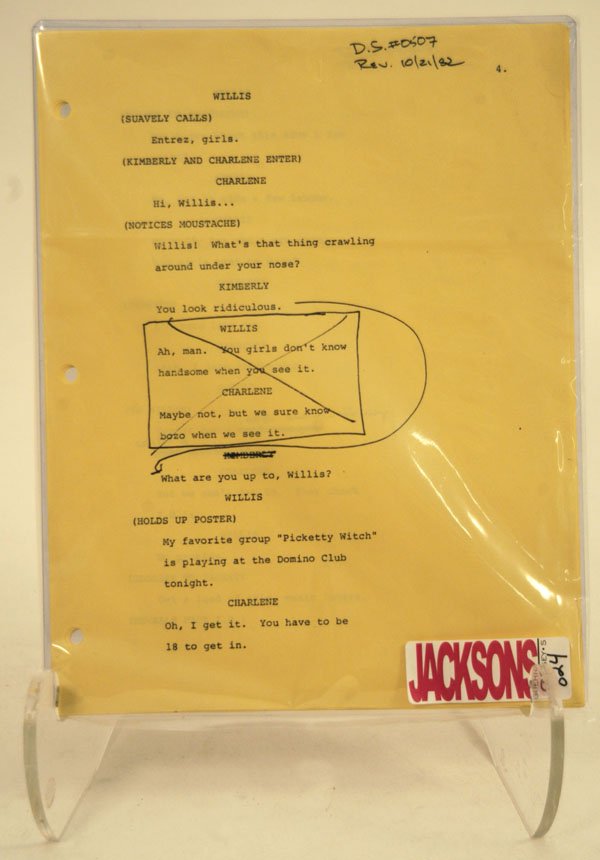 D.S. #0507
Rev. 10/21/82
4.
WILLIS
(SUAVELY CALLS)
Entrez, girls.
(KIMBERLY AND CHARLENE ENTER)
CHARLENE
Hi, Willis...
(NOTICES MOUSTACHE)
Willis! What's that thing crawling
around under your nose?
KIMBERLY
You look ridiculous.
WILLIS
Ah, man. You girls don't know
handsome when you see it.
CHARLENE
Maybe not, but we sure know
bozo when we see it.
What are you up to, Willis?
WILLIS
(HOLDS UP POSTER)
My favorite group "Picketty Witch"
is playing at the Domino Club
tonight.
CHARLENE
Oh, I get it. You have to be
18 to get in.
JACKSONS